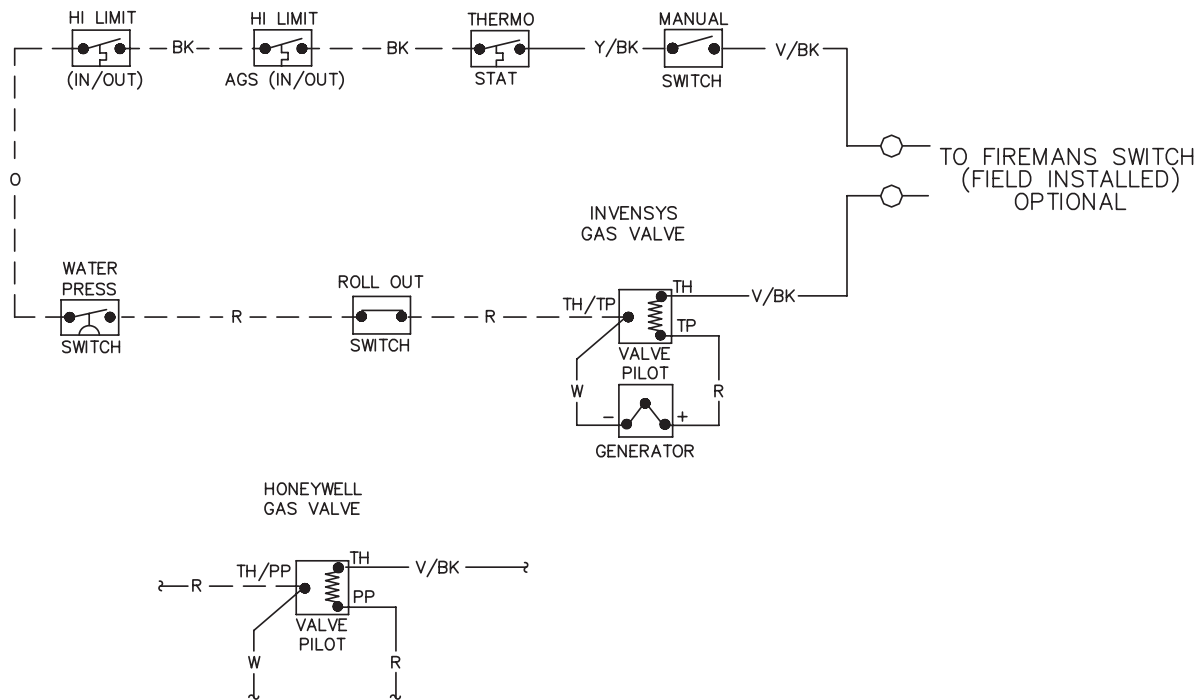 HI LIMIT
(IN/OUT)
BK
HI LIMIT
AGS (IN/OUT)
BK
THERMO
STAT
Y/BK
MANUAL
SWITCH
V/BK
TO FIREMANS SWITCH
(FIELD INSTALLED)
OPTIONAL
O
INVENSYS
GAS VALVE
WATER
PRESS
SWITCH
R
ROLL OUT
SWITCH
R
TH/TP
TH
V/BK
TP
VALVE
PILOT
W
R
- +
GENERATOR
HONEYWELL
GAS VALVE
R
TH/PP
TH
V/BK
PP
VALVE
PILOT
W
R